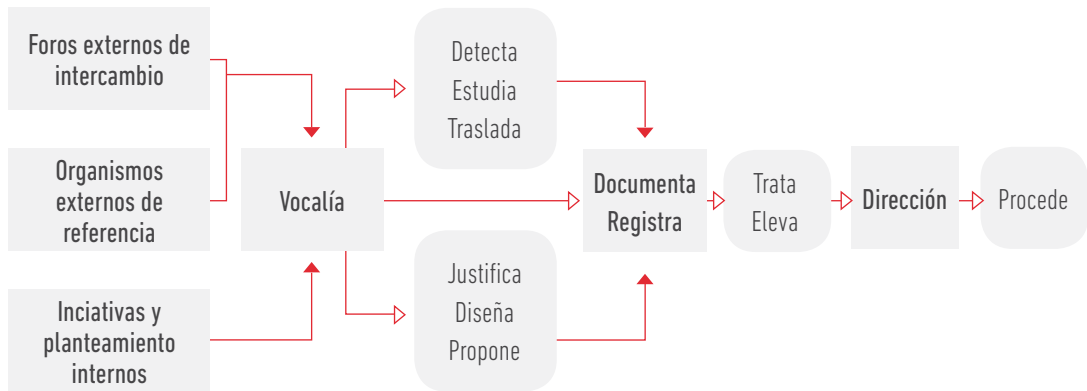 Foros externos de
intercambio
Organismos
externos de
referencia
Inciativas y
planteamiento
internos
Vocalía
Detecta
Estudia
Traslada
Justifica
Diseña
Propone
Documenta
Registra
Trata
Eleva
Dirección
Procede